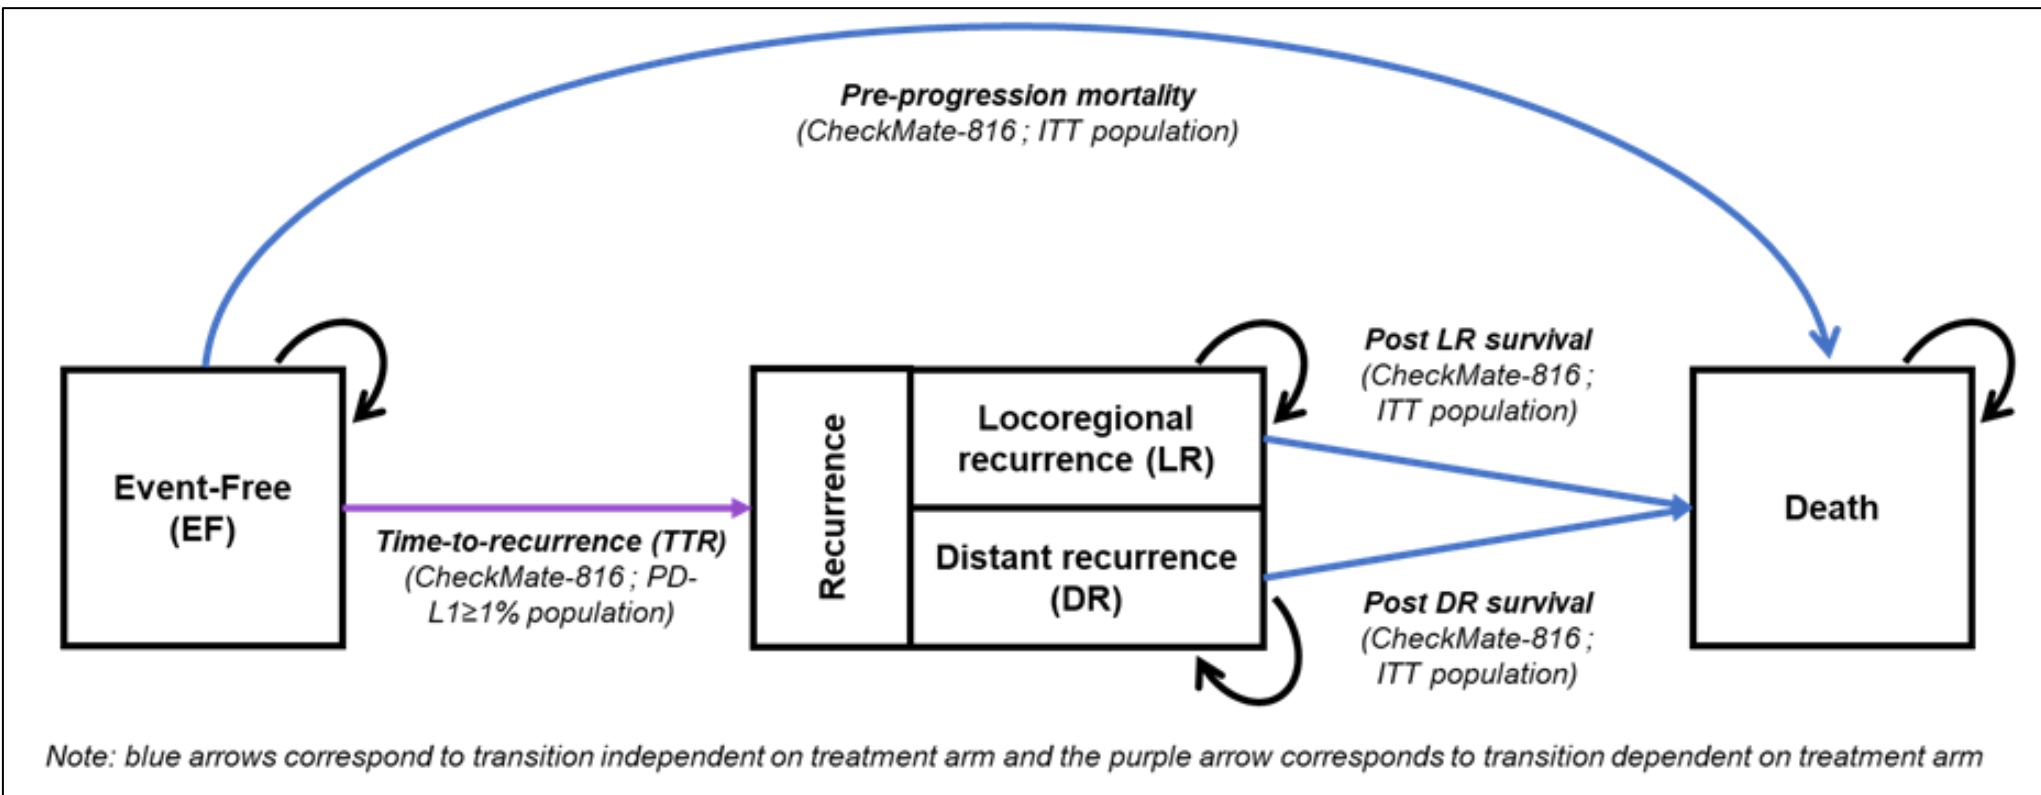 Pre-progression mortality
(CheckMate-816 ; ITT population)
Event-Free
(EF)
Time-to-recurrence (TTR)
(CheckMate-816 ; PD-
L1≥1% population)
Recurrence
Locoregional
recurrence (LR)
Distant recurrence
(DR)
Post LR survival
(CheckMate-816 ;
ITT population)
Post DR survival
(CheckMate-816 ;
ITT population)
Death
Note: blue arrows correspond to transition independent on treatment arm and the purple arrow corresponds to transition dependent on treatment arm